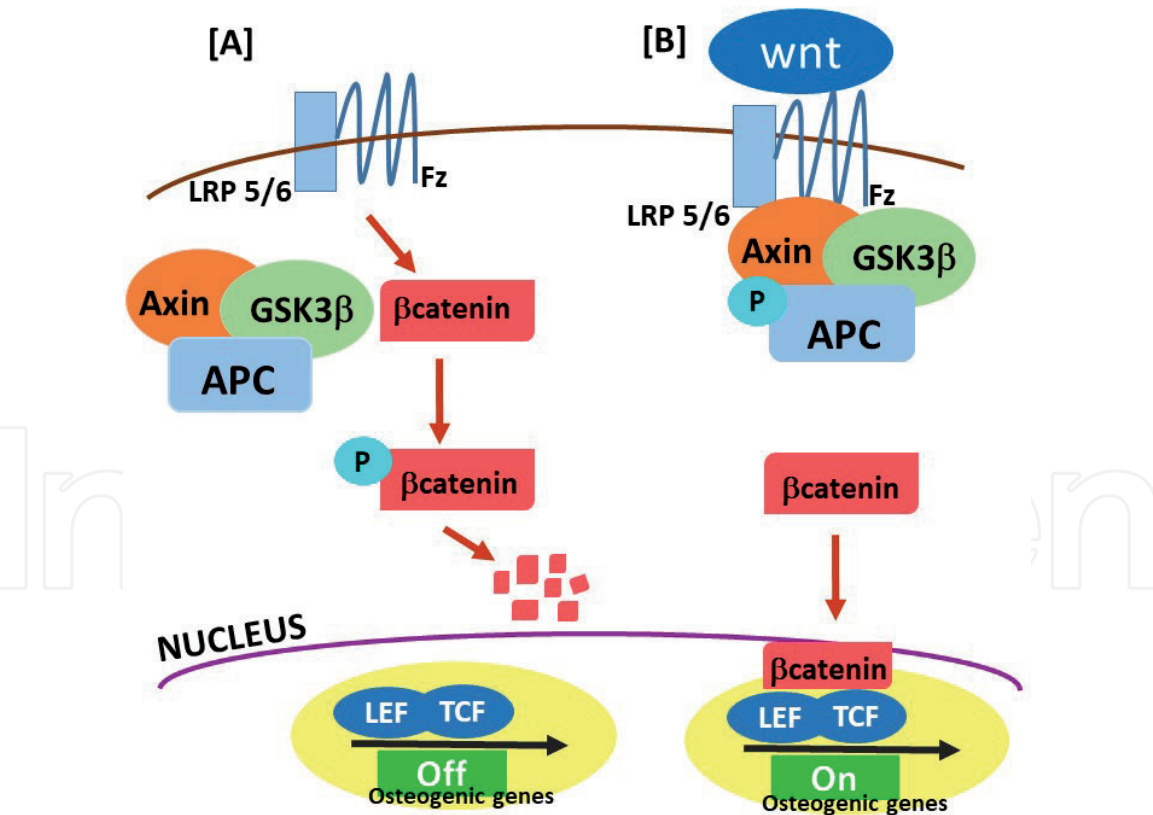 [A]
[B]
wnt
LRP 5/6
Fz
LRP 5/6
Fz
Axin
GSK3β
βcatenin
APC
Axin
GSK3β
P
APC
P
βcatenin
βcatenin
NUCLEUS
LEF
TCF
Off
Osteogenic genes
βcatenin
LEF
TCF
On
Osteogenic genes